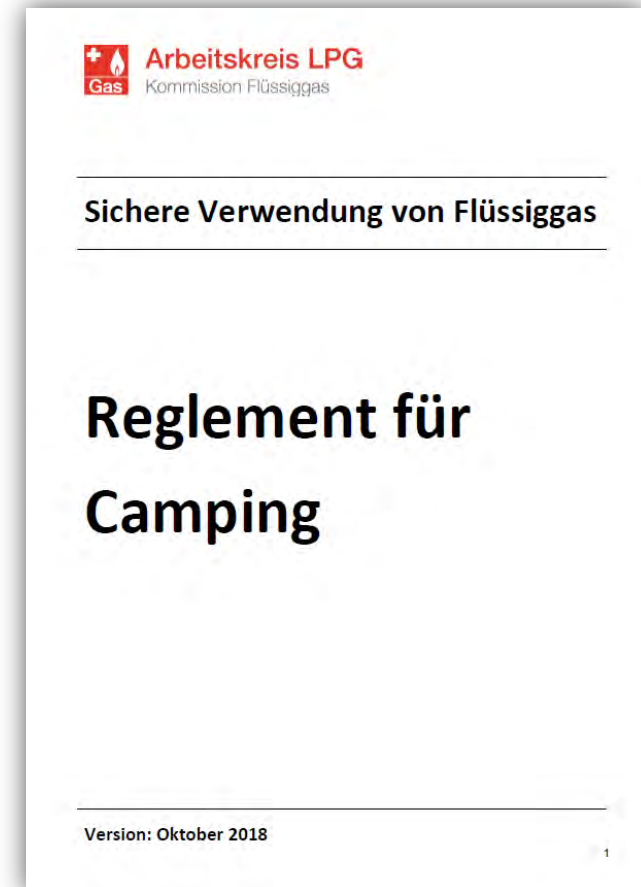 Arbeitskreis LPG
Gas
Kommission Flüssiggas
Sichere Verwendung von Flüssiggas
Reglement für
Camping
Version: Oktober 2018
1